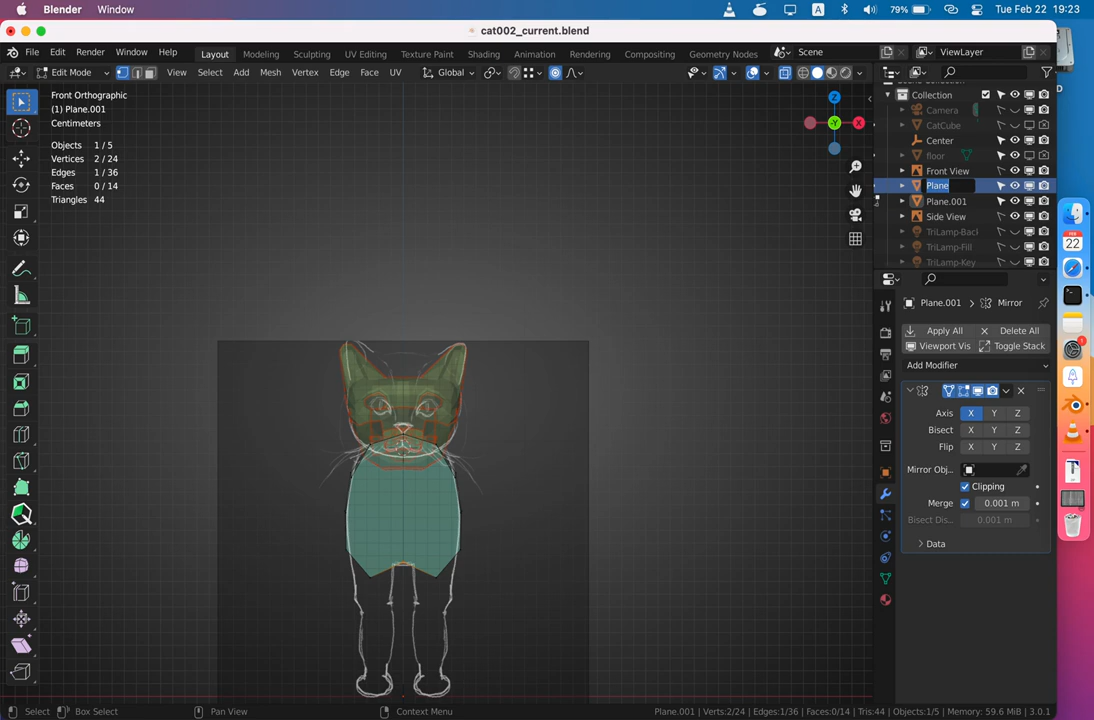 Blender Window A 79% Tue Feb 22 19:23
cat002_current.blend
File Edit Render Window Help Layout Modeling Sculpting UV Editing Texture Paint Shading Animation Rendering Compositing Geometry Nodes Scene ViewLayer
Edit Mode View Select Add Mesh Vertex Edge Face UV Global
Front Orthographic
(1) Plane.001
Centimeters
Objects 1/5
Vertices 2/24
Edges 1/36
Faces 0/14
Triangles 44
Z
-Y X
Collection
Camera
CatCube
Center
floor
Front View
Plane
Plane.001
Side View
TriLamp-Back
TriLamp-Fill
TriLamp-Key
FEB
22
1
Plane.001 > Mirror
Apply All Delete All
Viewport Vis Toggle Stack
Add Modifier
Axis X Y Z
Bisect X Y Z
Flip X Y Z
Mirror Obj...
Clipping
Merge 0.001 m
Bisect Dis... 0.001 m
Data
Select Box Select Pan View Context Menu Plane.001 | Verts:2/24 | Edges:1/36 | Faces:0/14 | Tris:44 | Objects:1/5 | Memory: 59.6 MiB | 3.0.1